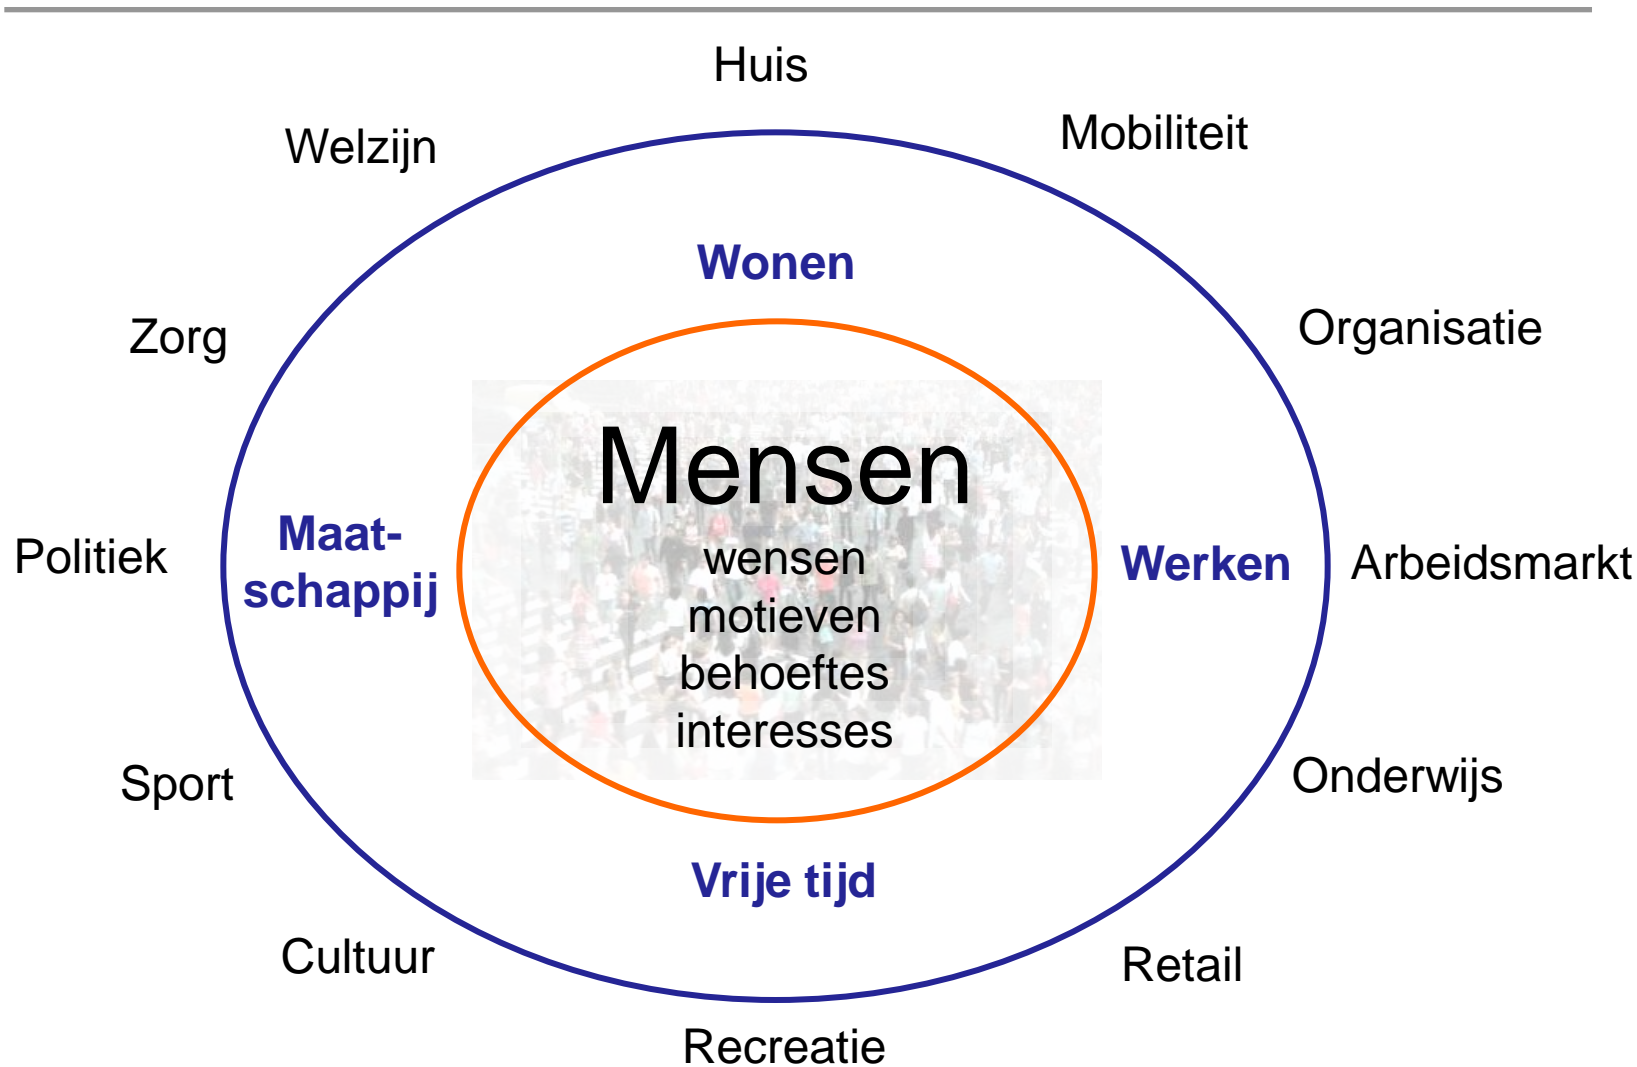 Huis
Mobiliteit
Welzijn
Wonen
Organisatie
Zorg
Mensen
wensen
motieven
behoeftes
interesses
Maat-
schappij
Werken
Politiek
Arbeidsmarkt
Sport
Onderwijs
Vrije tijd
Cultuur
Retail
Recreatie